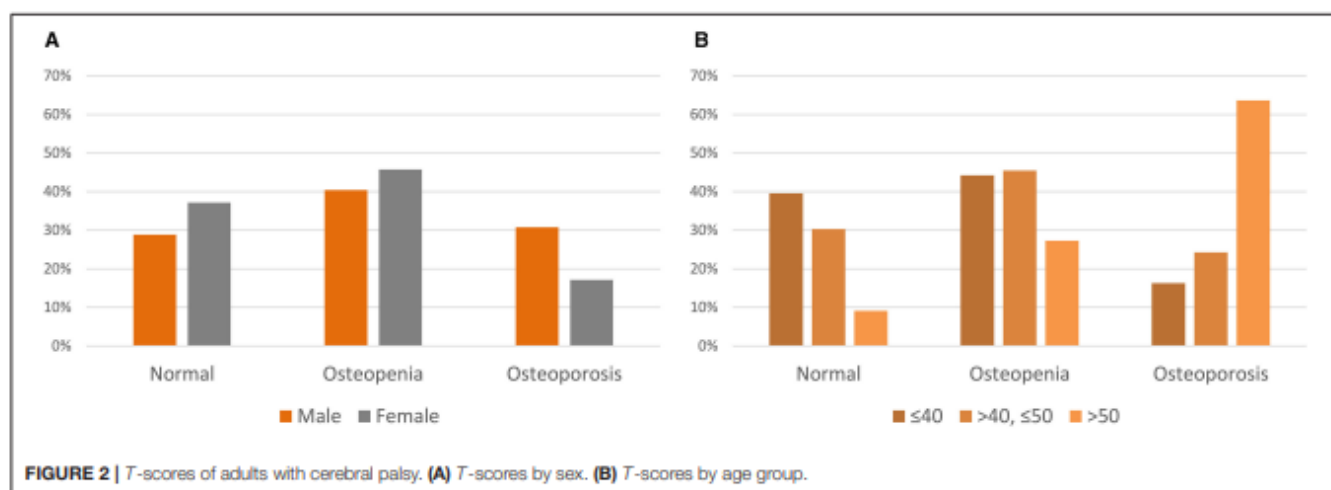 A
70%
60%
50%
40%
30%
20%
10%
0%
Normal Osteopenia Osteoporosis
Male Female
B
70%
60%
50%
40%
30%
20%
10%
0%
Normal Osteopenia Osteoporosis
≤40 >40, ≤50 >50
FIGURE 2 | T-scores of adults with cerebral palsy. (A) T-scores by sex. (B) T-scores by age group.